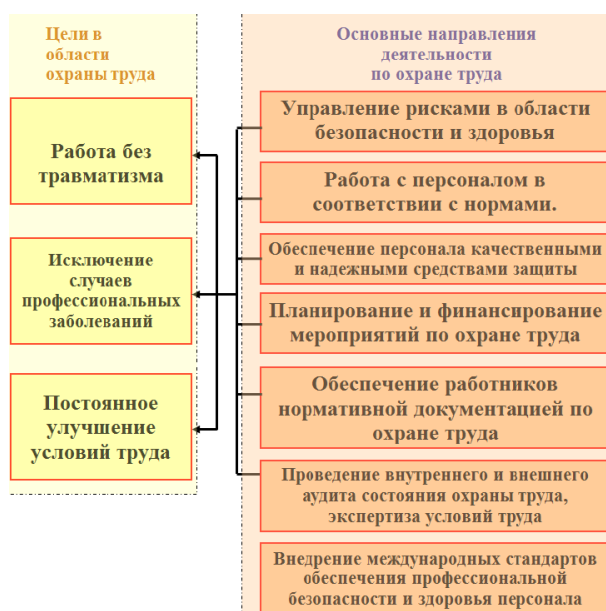 Цели в
области
охраны труда
Работа без
травматизма
Исключение
случаев
профессиональных
заболеваний
Постоянное
улучшение
условий труда
Основные направления
деятельности
по охране труда
Управление рисками в области
безопасности и здоровья
Работа с персоналом в
соответствии с нормами.
Обеспечение персонала качественными
и надежными средствами защиты
Планирование и финансирование
мероприятий по охране труда
Обеспечение работников
нормативной документацией по
охране труда
Проведение внутреннего и внешнего
аудита состояния охраны труда,
экспертиза условий труда
Внедрение международных стандартов
обеспечения профессиональной
безопасности и здоровья персонала